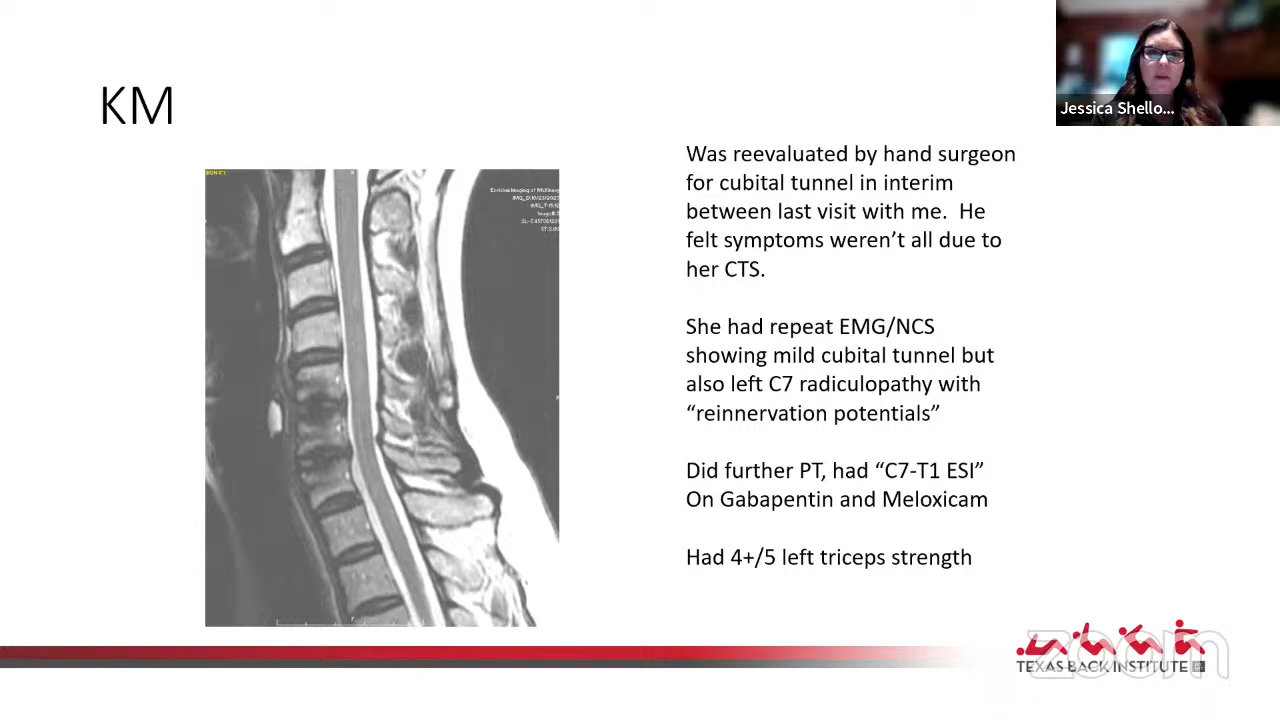 Jessica Shello...
KM
Was reevaluated by hand surgeon
for cubital tunnel in interim
between last visit with me.  He
felt symptoms weren't all due to
her CTS.
She had repeat EMG/NCS
showing mild cubital tunnel but
also left C7 radiculopathy with
“reinnervation potentials”
Did further PT, had “C7-T1 ESI”
On Gabapentin and Meloxicam
Had 4+/5 left triceps strength
zoom
TEXAS BACK INSTITUTE